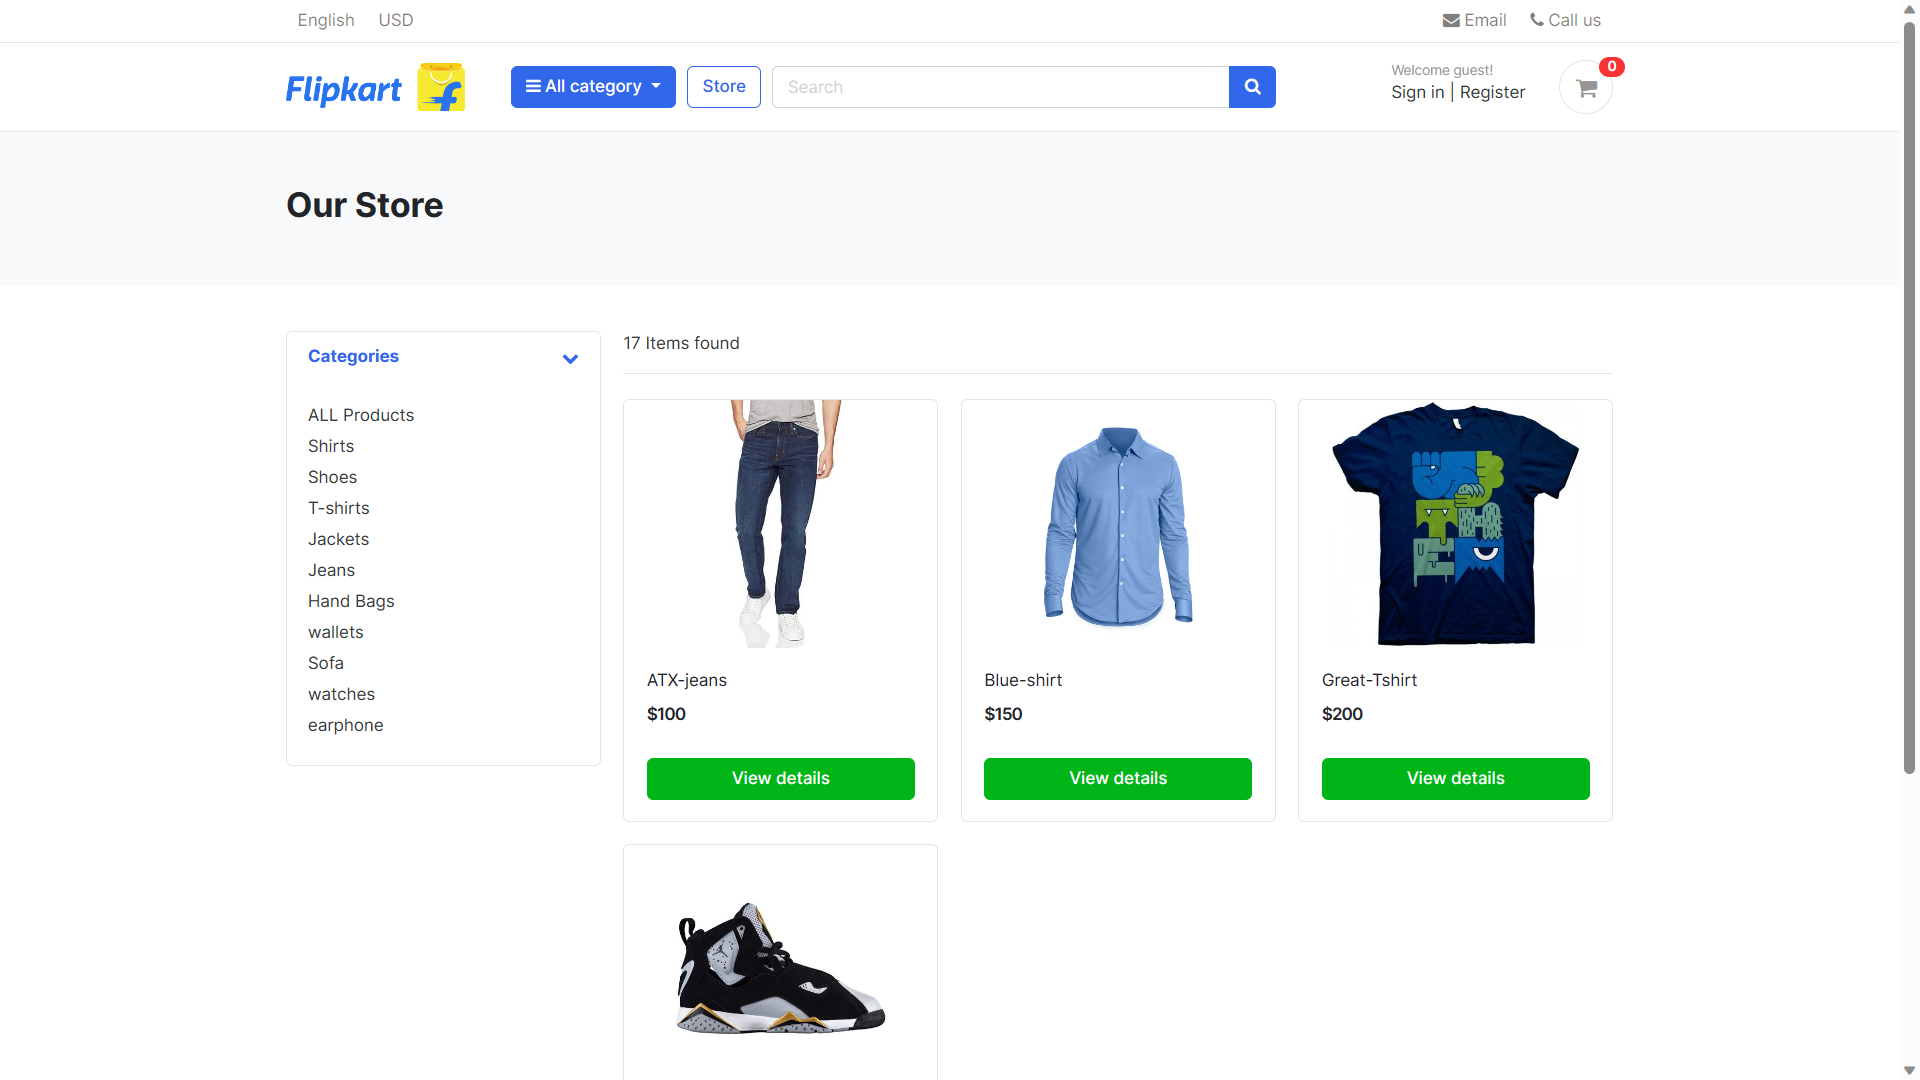 English USD Email Call us
Flipkart All category Store Search Welcome guest! 0
Sign in | Register
Our Store
Categories
17 Items found
ALL Products
Shirts
Shoes
T-shirts
Jackets
Jeans
Hand Bags
wallets
Sofa
watches
earphone
ATX-jeans
$100
View details
Blue-shirt
$150
View details
Great-Tshirt
$200
View details